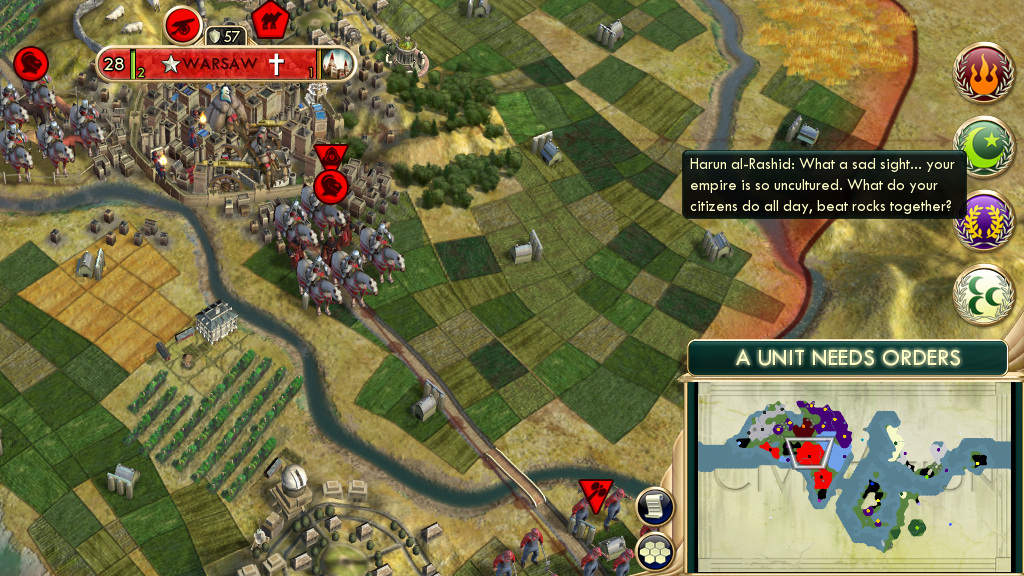 57
28 2 WARSAW 1
Harun al-Rashid: What a sad sight... your
empire is so uncultured. What do your
citizens do all day, beat rocks together?
A UNIT NEEDS ORDERS